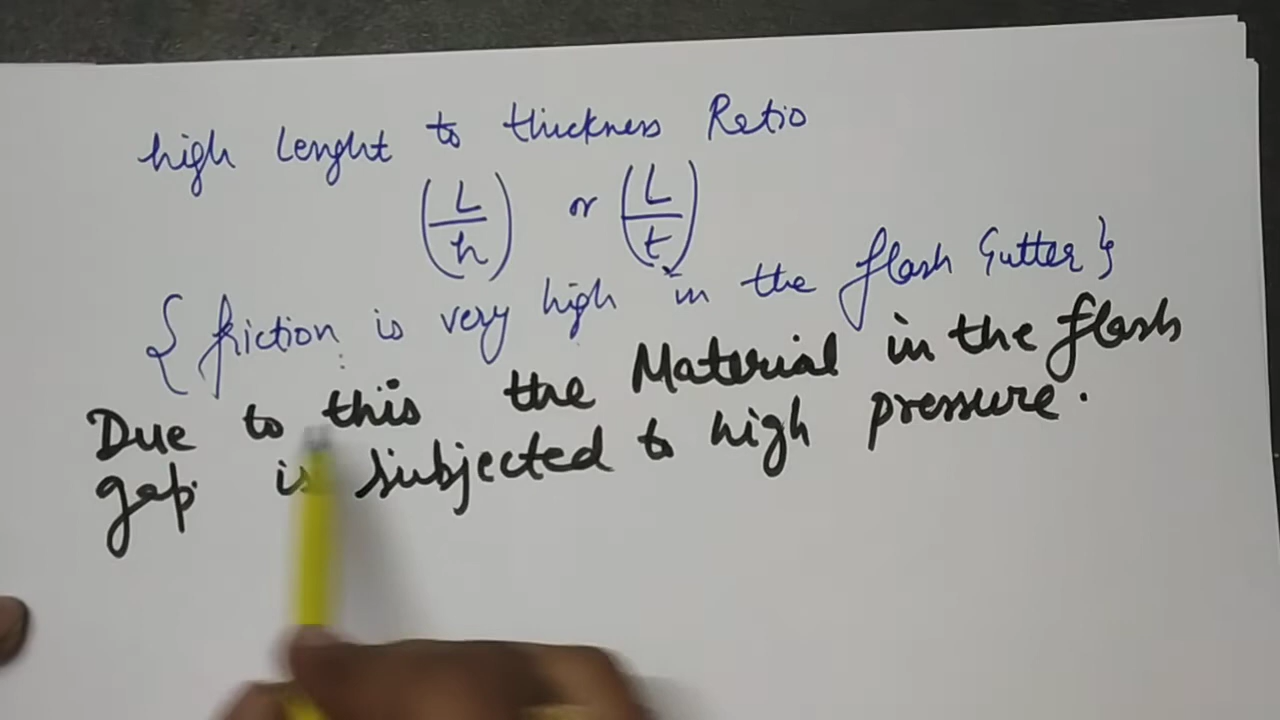 high Lenght to thickness Ratio
(L/h) or (L/t)
{ friction is very high in the flash Gutter }
Due to this the Material in the flash
gap is subjected to high pressure.